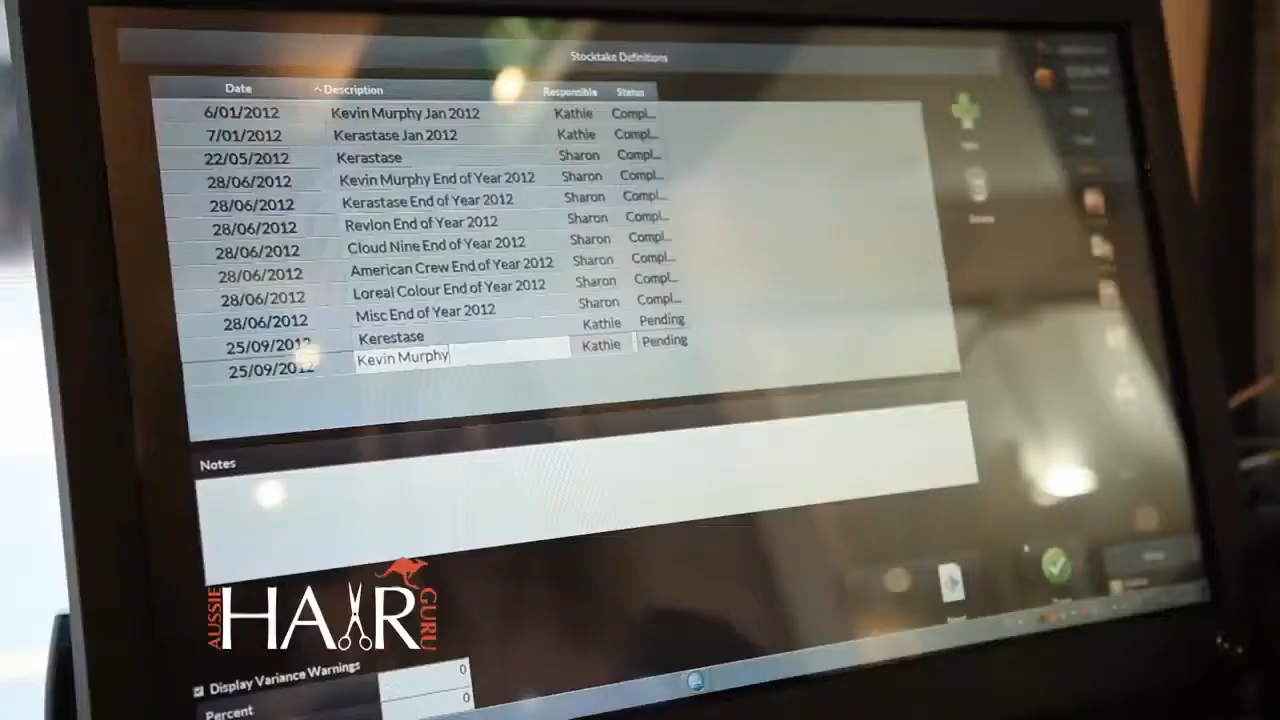 Stocktake Definitions
Date Description Responsible Status
6/01/2012 Kevin Murphy Jan 2012 Kathie Compl...
7/01/2012 Kerastase Jan 2012 Kathie Compl...
22/05/2012 Kerastase Sharon Compl...
28/06/2012 Kevin Murphy End of Year 2012 Sharon Compl...
28/06/2012 Kerastase End of Year 2012 Sharon Compl...
28/06/2012 Revlon End of Year 2012 Sharon Compl...
28/06/2012 Cloud Nine End of Year 2012 Sharon Compl...
28/06/2012 American Crew End of Year 2012 Sharon Compl...
28/06/2012 Loreal Colour End of Year 2012 Sharon Compl...
28/06/2012 Misc End of Year 2012 Sharon Compl...
25/09/2012 Kerestase Kathie Pending
25/09/2012 Kevin Murphy Kathie Pending
Notes
AUSSIE HAIR GURU
Display Variance Warnings 0
Percent 0